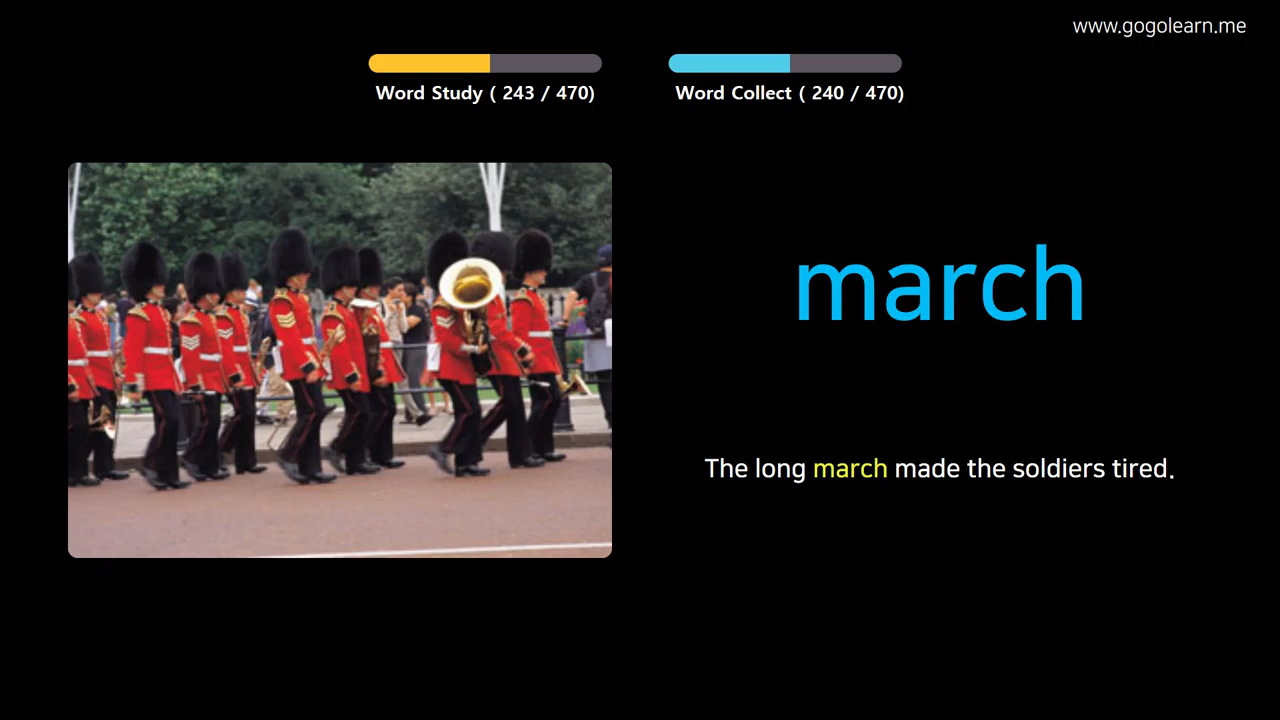 www.gogolearn.me
Word Study ( 243 / 470)
Word Collect ( 240 / 470)
march
The long march made the soldiers tired.